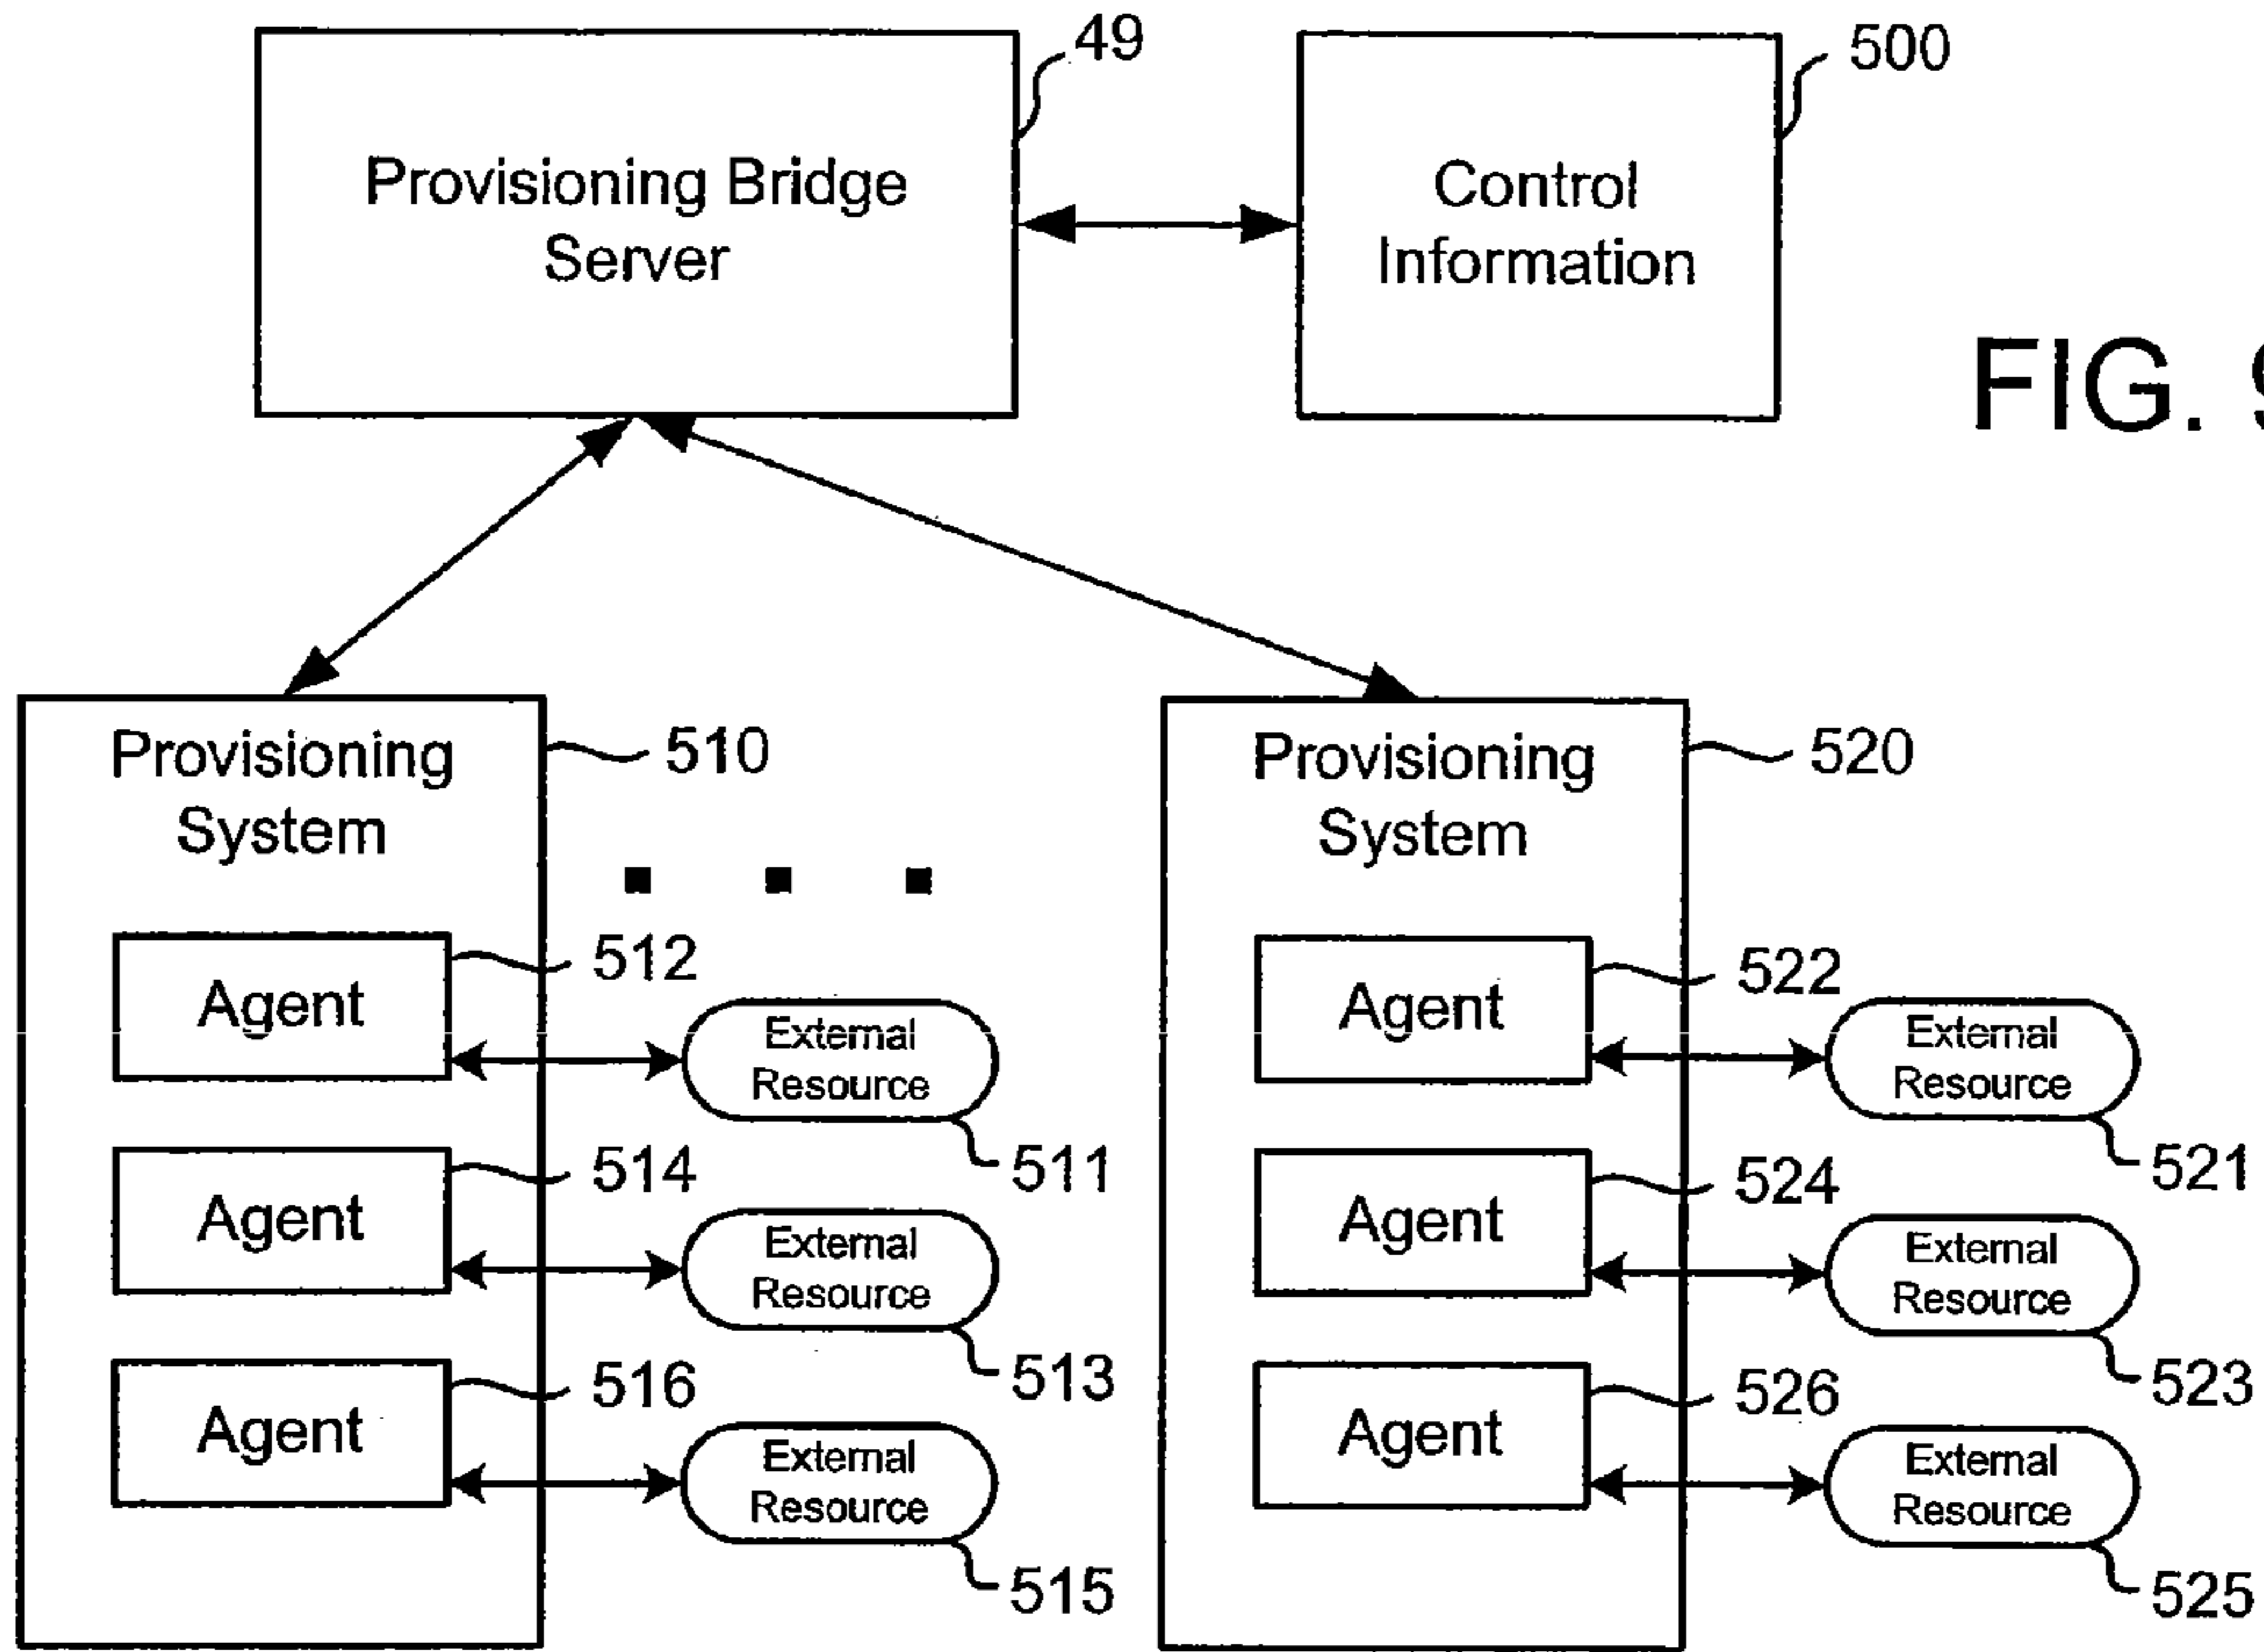 49
500
Provisioning Bridge
Server
Control
Information
FIG. 9
Provisioning
System
510
Provisioning
System
520
512
Agent
External
Resource
511
514
Agent
External
Resource
513
516
Agent
External
Resource
515
522
Agent
External
Resource
521
524
Agent
External
Resource
523
526
Agent
External
Resource
525